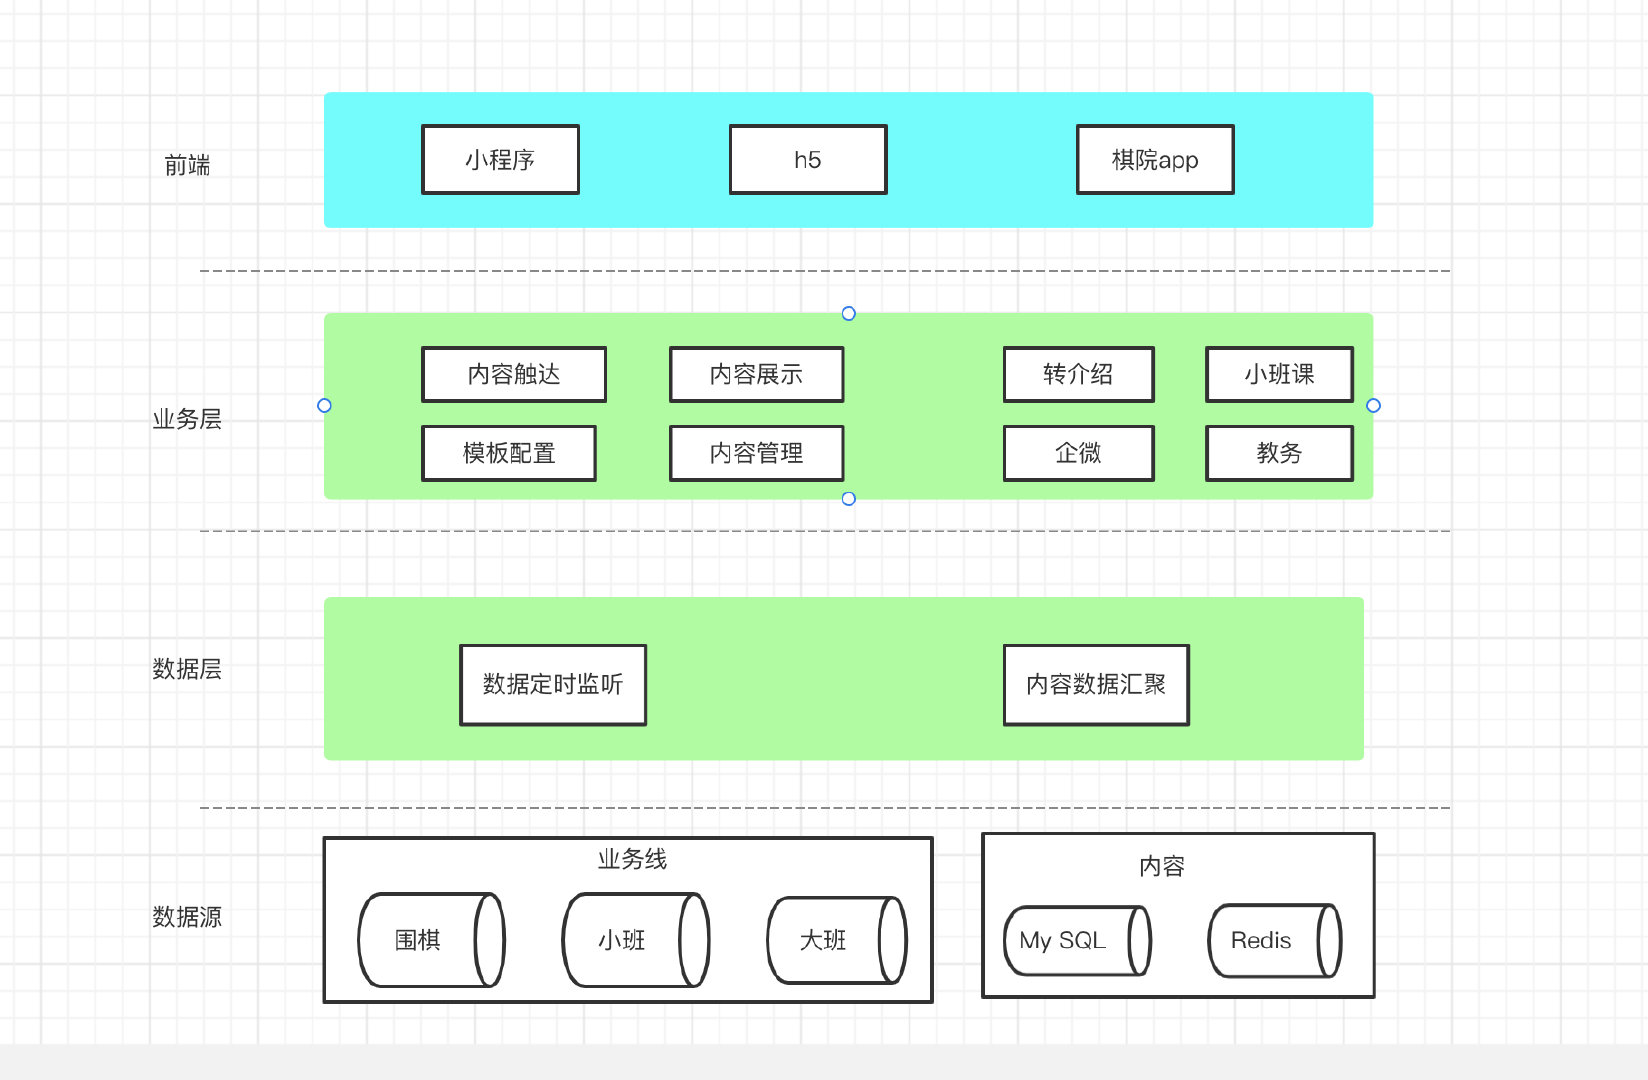 前端
小程序
h5
棋院app
业务层
内容触达
内容展示
转介绍
小班课
模板配置
内容管理
企微
教务
数据层
数据定时监听
内容数据汇聚
数据源
业务线
围棋
小班
大班
内容
My SQL
Redis